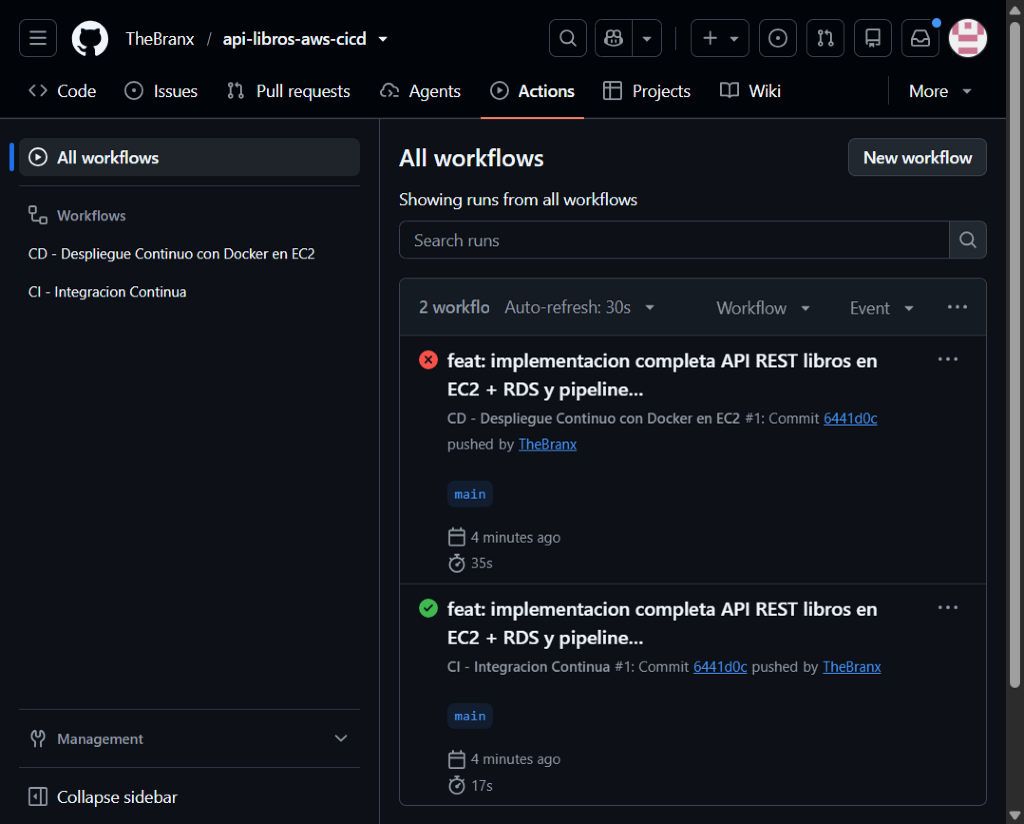 TheBranx / api-libros-aws-cicd
Code Issues Pull requests Agents Actions Projects Wiki More
All workflows
Workflows
CD - Despliegue Continuo con Docker en EC2
CI - Integracion Continua
Management
Collapse sidebar
All workflows
New workflow
Showing runs from all workflows
Search runs
2 workflo Auto-refresh: 30s Workflow Event
feat: implementacion completa API REST libros en
EC2 + RDS y pipeline...
CD - Despliegue Continuo con Docker en EC2 #1: Commit 6441d0c
pushed by TheBranx
main
4 minutes ago
35s
feat: implementacion completa API REST libros en
EC2 + RDS y pipeline...
CI - Integracion Continua #1: Commit 6441d0c pushed by TheBranx
main
4 minutes ago
17s